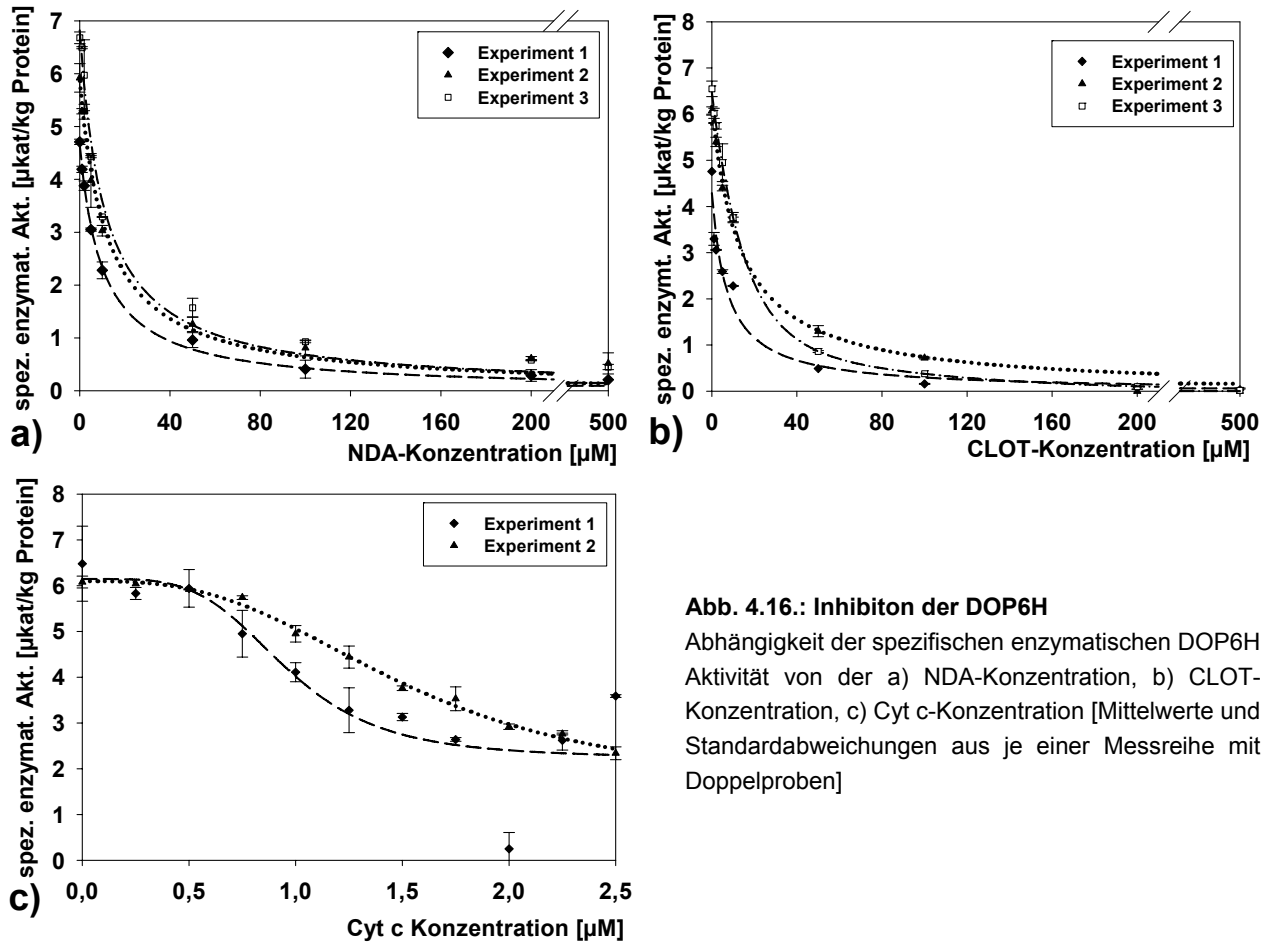 a)
spez. enzymat. Akt. [µkat/kg Protein]
7
6
5
4
3
2
1
0
Experiment 1
Experiment 2
Experiment 3
0 40 80 120 160 200 500
NDA-Konzentration [µM]
b)
spez. enzymt. Akt. [µkat/kg Protein]
8
7
6
5
4
3
2
1
0
Experiment 1
Experiment 2
Experiment 3
0 40 80 120 160 200 500
CLOT-Konzentration [µM]
c)
spez. enzymat. Akt. [µkat/kg Protein]
8
7
6
5
4
3
2
1
0
Experiment 1
Experiment 2
0,0 0,5 1,0 1,5 2,0 2,5
Cyt c Konzentration [µM]
Abb. 4.16.: Inhibiton der DOP6H
Abhängigkeit der spezifischen enzymatischen DOP6H
Aktivität von der a) NDA-Konzentration, b) CLOT-
Konzentration, c) Cyt c-Konzentration [Mittelwerte und
Standardabweichungen aus je einer Messreihe mit
Doppelproben]